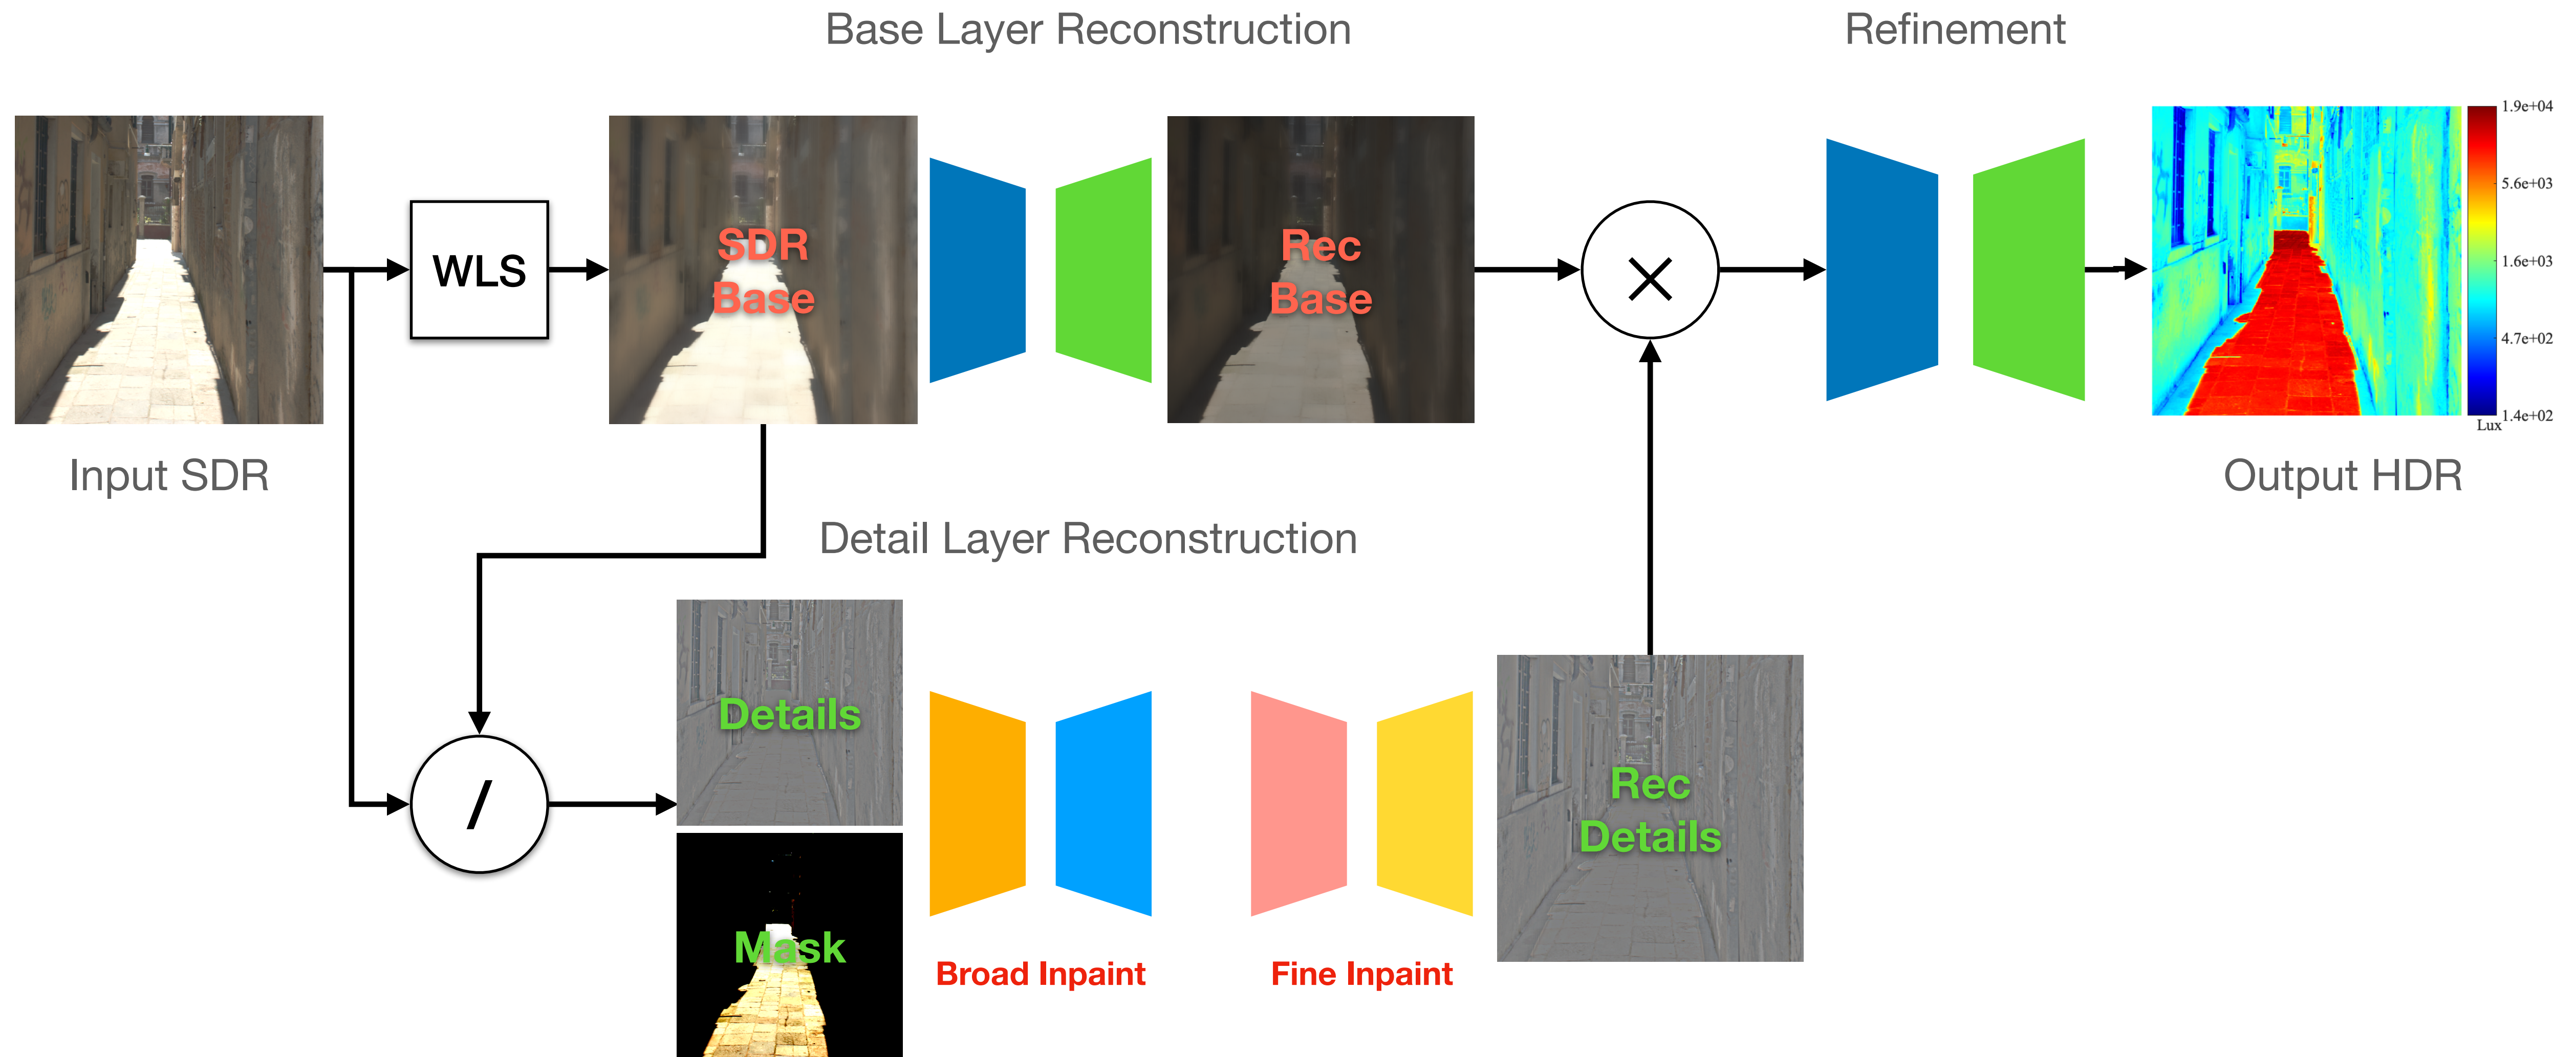 Base Layer Reconstruction
Refinement
WLS
SDR
Base
Rec
Base
×
1.9e+04
5.6e+03
1.6e+03
4.7e+02
1.4e+02
Lux
Input SDR
Output HDR
Detail Layer Reconstruction
/
Details
Mask
Broad Inpaint
Fine Inpaint
Rec
Details